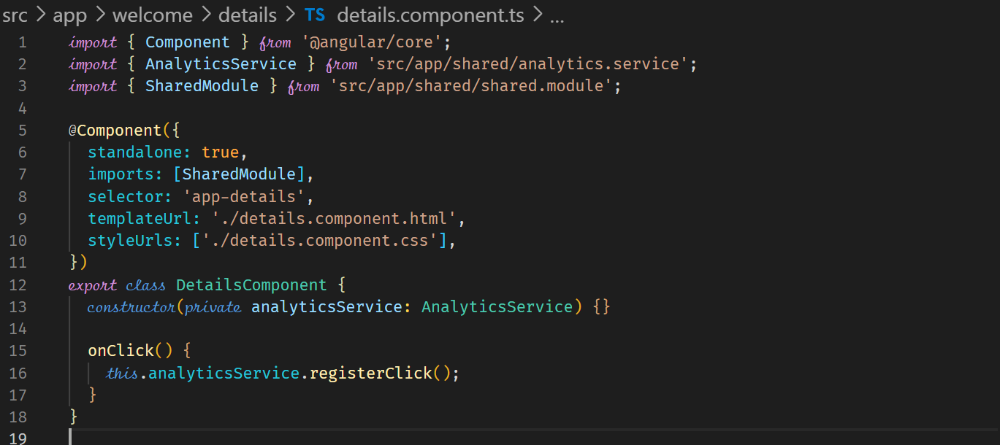 src > app > welcome > details > TS details.component.ts > ...
1 import { Component } from '@angular/core';
2 import { AnalyticsService } from 'src/app/shared/analytics.service';
3 import { SharedModule } from 'src/app/shared/shared.module';
4
5 @Component({
6   standalone: true,
7   imports: [SharedModule],
8   selector: 'app-details',
9   templateUrl: './details.component.html',
10   styleUrls: ['./details.component.css'],
11 })
12 export class DetailsComponent {
13   constructor(private analyticsService: AnalyticsService) {}
14
15   onClick() {
16     this.analyticsService.registerClick();
17   }
18 }
19